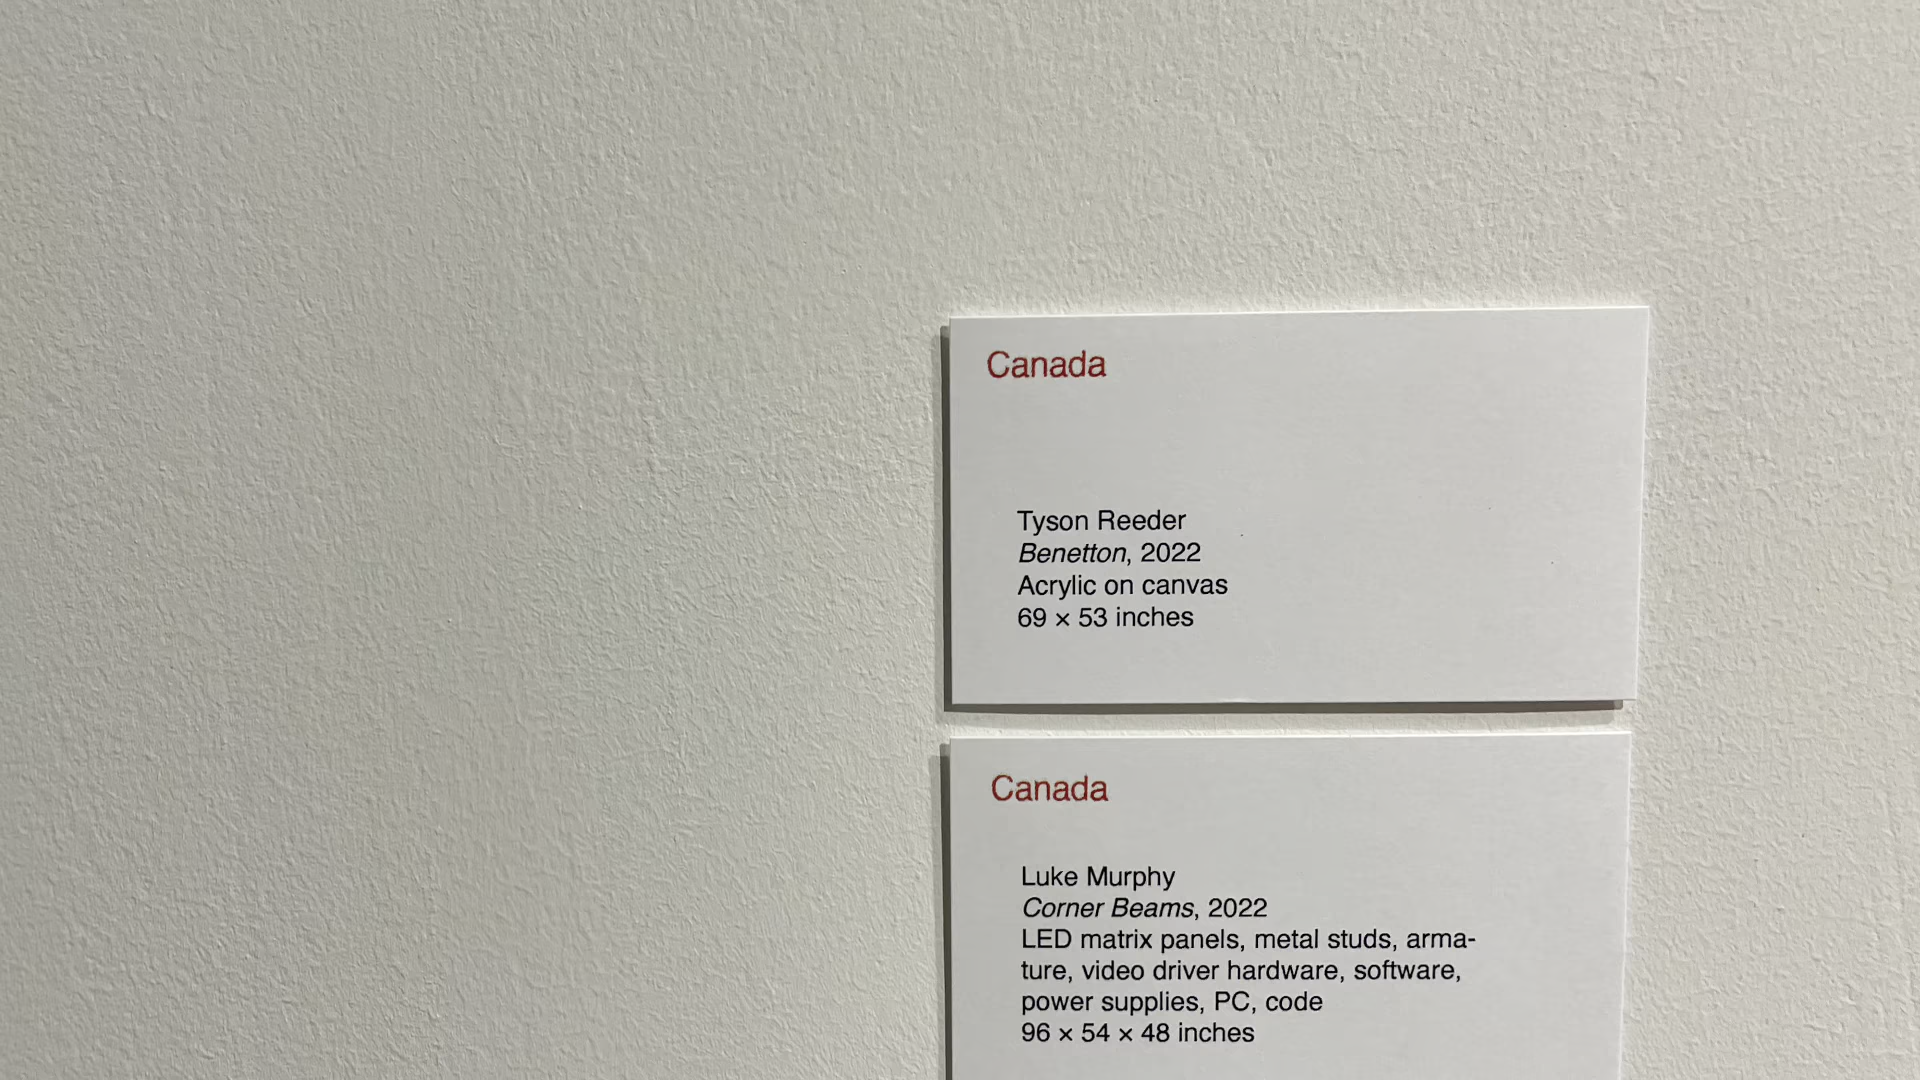 Canada
Tyson Reeder
Benetton, 2022
Acrylic on canvas
69 × 53 inches
Canada
Luke Murphy
Corner Beams, 2022
LED matrix panels, metal studs, arma-
ture, video driver hardware, software,
power supplies, PC, code
96 × 54 × 48 inches